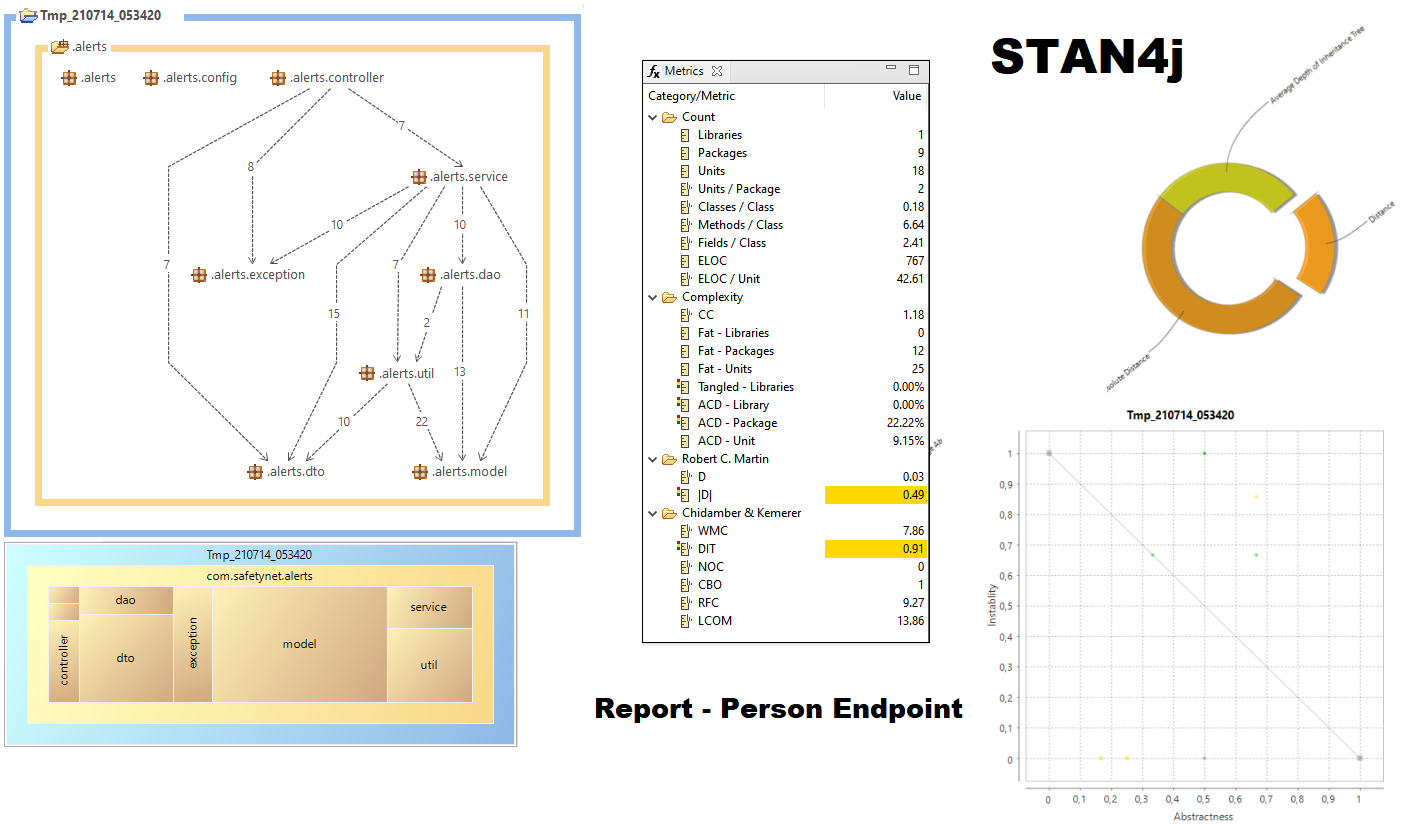 Tmp_210714_053420
.alerts
.alerts
.alerts.config
.alerts.controller
7
8
.alerts.service
10
10
7
7
.alerts.exception
.alerts.dao
15
11
2
.alerts.util
13
10
22
.alerts.dto
.alerts.model
Tmp_210714_053420
com.safetynet.alerts
controller
dao
dto
exception
model
service
util
Metrics
Category/Metric Value
Count
Libraries 1
Packages 9
Units 18
Units / Package 2
Classes / Class 0.18
Methods / Class 6.64
Fields / Class 2.41
ELOC 767
ELOC / Unit 42.61
Complexity
CC 1.18
Fat - Libraries 0
Fat - Packages 12
Fat - Units 25
Tangled - Libraries 0.00%
ACD - Library 0.00%
ACD - Package 22.22%
ACD - Unit 9.15%
Robert C. Martin
D 0.03
|D| 0.49
Chidamber & Kemerer
WMC 7.86
DIT 0.91
NOC 0
CBO 1
RFC 9.27
LCOM 13.86
Report - Person Endpoint
STAN4j
Average Depth of Inheritance Tree
Distance
solute Distance
Tmp_210714_053420
Instability
1
0,9
0,8
0,7
0,6
0,5
0,4
0,3
0,2
0,1
0
0 0,1 0,2 0,3 0,4 0,5 0,6 0,7 0,8 0,9 1
Abstractness